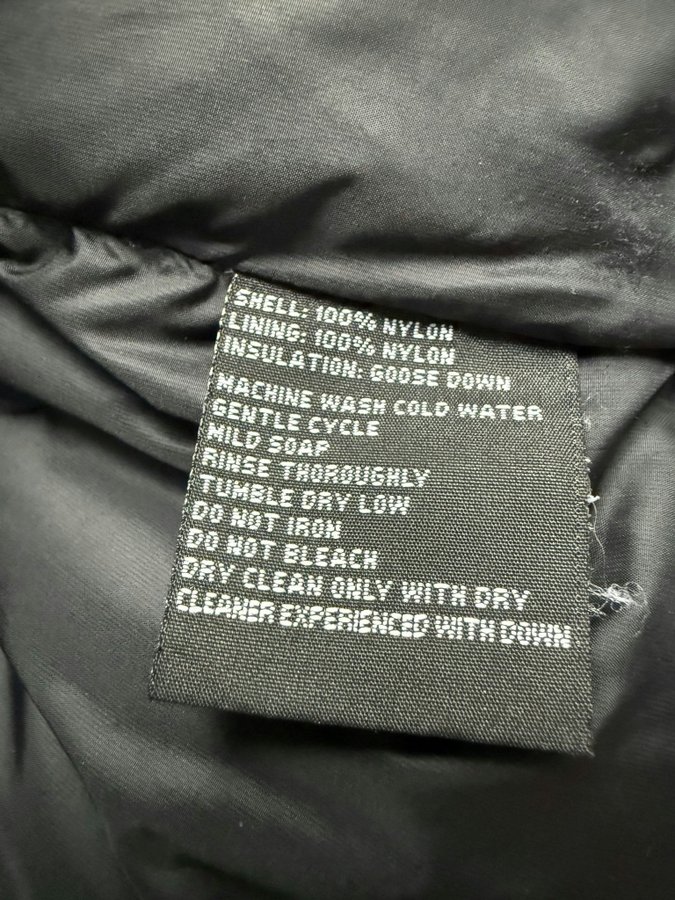 SHELL: 100% NYLON
LINING: 100% NYLON
INSULATION: GOOSE DOWN
MACHINE WASH COLD WATER
GENTLE CYCLE
MILD SOAP
RINSE THOROUGHLY
TUMBLE DRY LOW
DO NOT IRON
DO NOT BLEACH
DRY CLEAN ONLY WITH DRY
CLEANER EXPERIENCED WITH DOWN